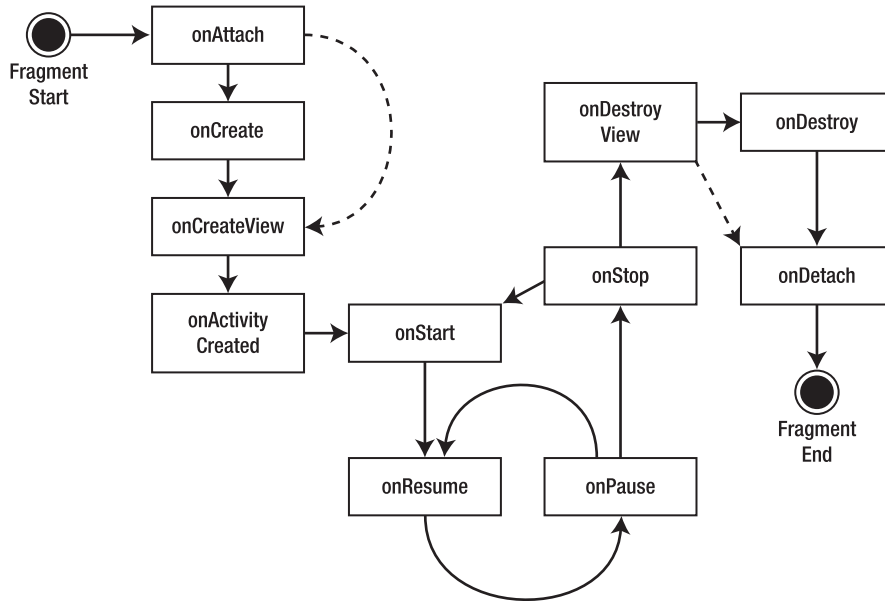 Fragment
Start
onAttach
onCreate
onCreateView
onActivity
Created
onStart
onResume
onPause
onStop
onDestroy
View
onDestroy
onDetach
Fragment
End